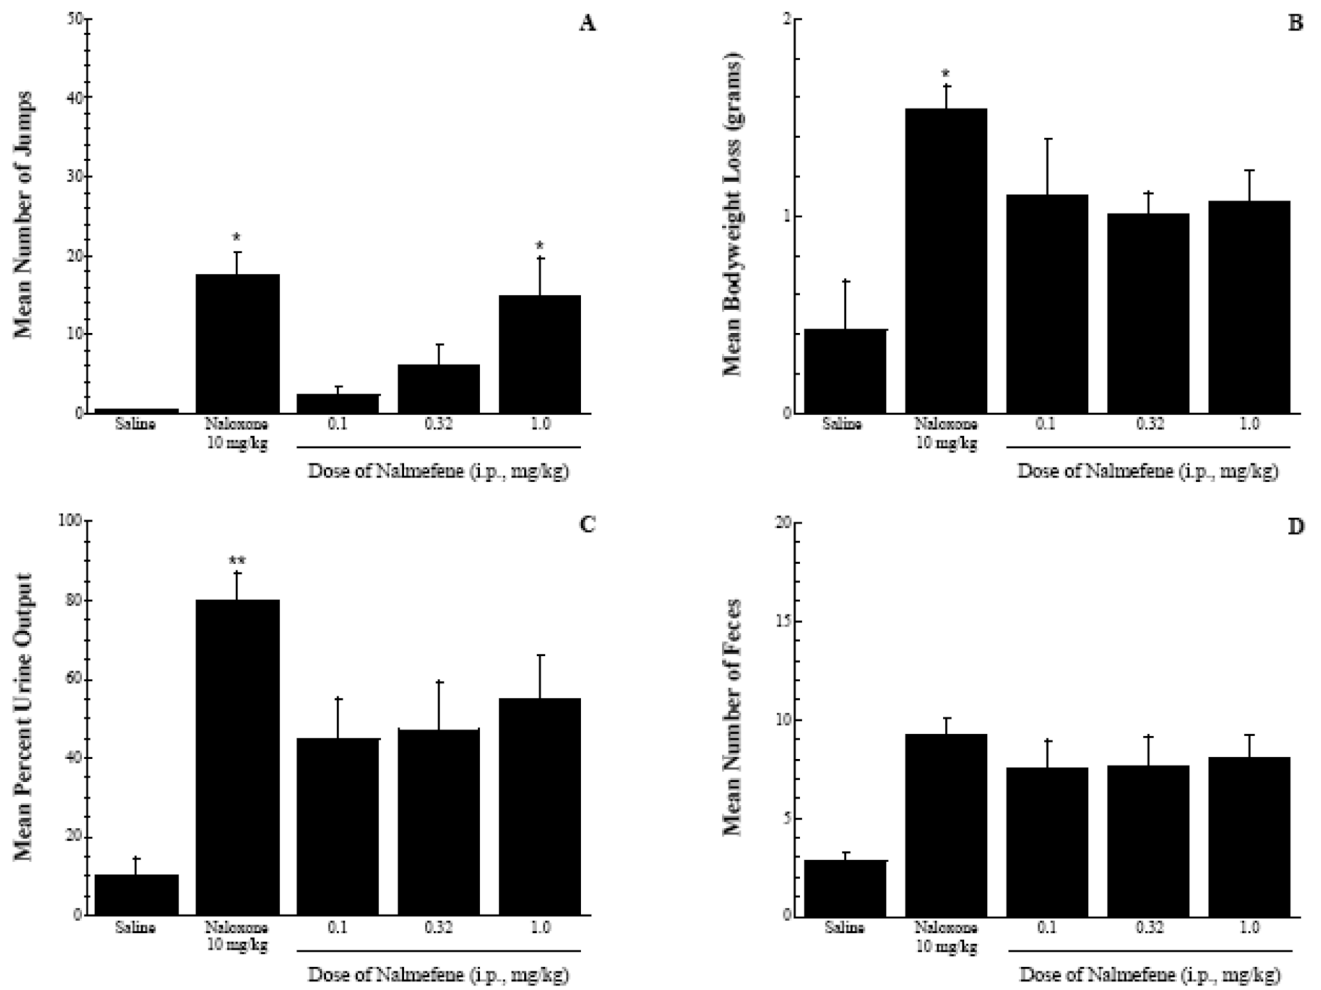 A
Mean Number of Jumps
50
40
30
20
10
0
*
*
Saline
Naloxone
10 mg/kg
0.1
0.32
1.0
Dose of Nalmefene (i.p., mg/kg)
B
Mean Bodyweight Loss (grams)
2
1
0
*
Saline
Naloxone
10 mg/kg
0.1
0.32
1.0
Dose of Nalmefene (i.p., mg/kg)
C
Mean Percent Urine Output
100
80
60
40
20
0
**
Saline
Naloxone
10 mg/kg
0.1
0.32
1.0
Dose of Nalmefene (i.p., mg/kg)
D
Mean Number of Feces
20
15
10
5
0
Saline
Naloxone
10 mg/kg
0.1
0.32
1.0
Dose of Nalmefene (i.p., mg/kg)